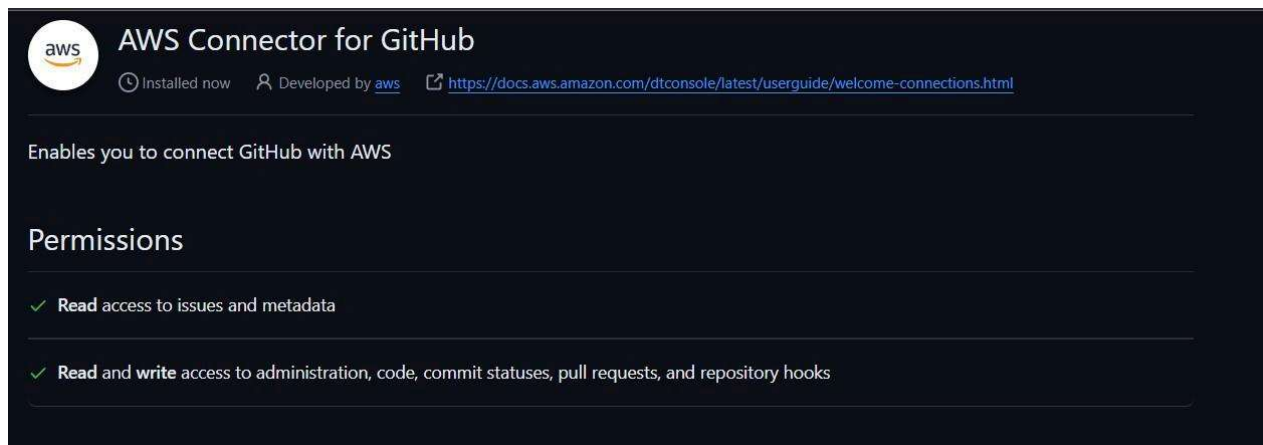 aws
AWS Connector for GitHub
Installed now Developed by aws https://docs.aws.amazon.com/dtconsole/latest/userguide/welcome-connections.html
Enables you to connect GitHub with AWS
Permissions
Read access to issues and metadata
Read and write access to administration, code, commit statuses, pull requests, and repository hooks